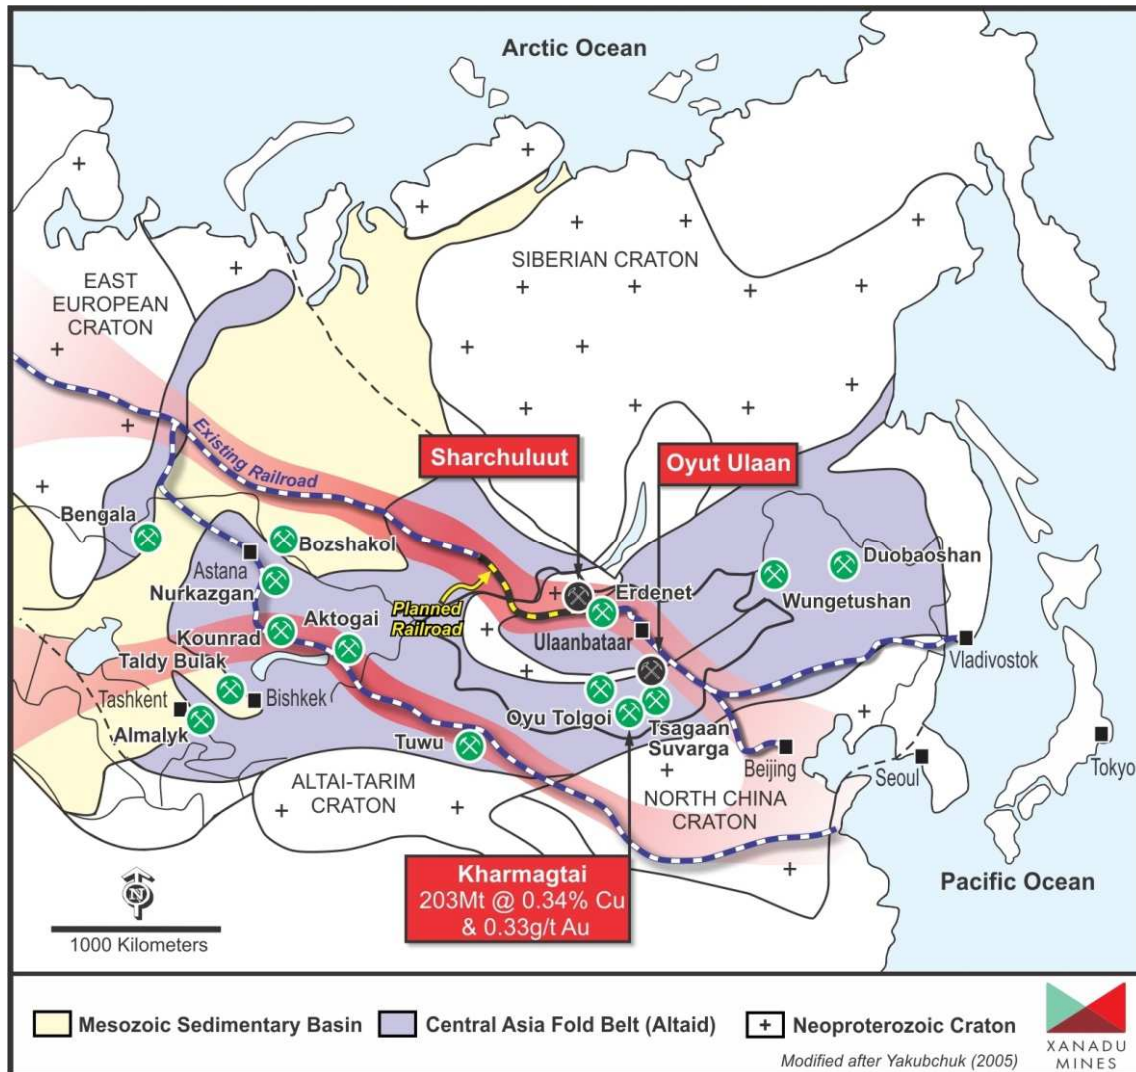 Arctic Ocean
EAST
EUROPEAN
CRATON
SIBERIAN CRATON
Existing Railroad
Sharchuluut
Oyut Ulaan
Bengala
Bozshakol
Astana
Nurkazgan
Duobaoshan
Wungetushan
Planned
Railroad
Erdenet
Ulaanbataar
Kounrad
Aktogai
Taldy Bulak
Tashkent
Bishkek
Almalyk
Vladivostok
Oyu Tolgoi
Tsagaan
Suvarga
Tuwu
Beijing
Seoul
Tokyo
ALTAI-TARIM
CRATON
NORTH CHINA
CRATON
Kharmagtai
203Mt @ 0.34% Cu
& 0.33g/t Au
Pacific Ocean
N
1000 Kilometers
Mesozoic Sedimentary Basin
Central Asia Fold Belt (Altaid)
Neoproterozoic Craton
Modified after Yakubchuk (2005)
XANADU
MINES